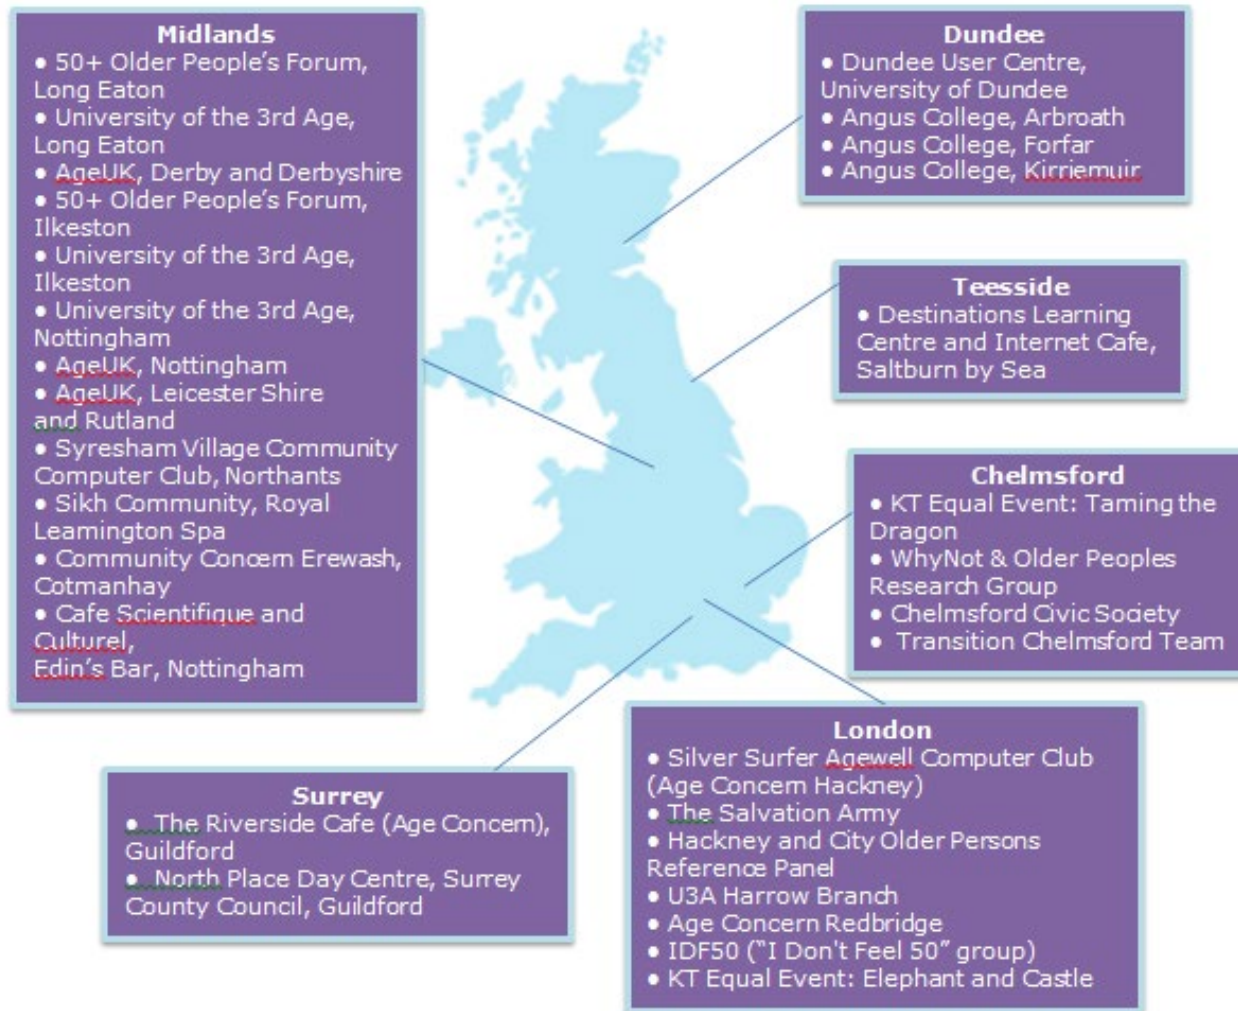 Midlands
● 50+ Older People's Forum,
Long Eaton
● University of the 3rd Age,
Long Eaton
● AgeUK, Derby and Derbyshire
● 50+ Older People's Forum,
Ilkeston
● University of the 3rd Age,
Ilkeston
● University of the 3rd Age,
Nottingham
● AgeUK, Nottingham
● AgeUK, Leicester Shire
and Rutland
● Syresham Village Community
Computer Club, Northants
● Sikh Community, Royal
Leamington Spa
● Community Concern Erewash,
Cotmanhay
● Cafe Scientifique and
Culturel,
Edin's Bar, Nottingham
Dundee
● Dundee User Centre,
University of Dundee
● Angus College, Arbroath
● Angus College, Forfar
● Angus College, Kirriemuir
Teesside
● Destinations Learning
Centre and Internet Cafe,
Saltburn by Sea
Chelmsford
● KT Equal Event: Taming the
Dragon
● WhyNot & Older Peoples
Research Group
● Chelmsford Civic Society
● Transition Chelmsford Team
London
● Silver Surfer Agewell Computer Club
(Age Concern Hackney)
● The Salvation Army
● Hackney and City Older Persons
Reference Panel
● U3A Harrow Branch
● Age Concern Redbridge
● IDF50 ("I Don't Feel 50" group)
● KT Equal Event: Elephant and Castle
Surrey
● The Riverside Cafe (Age Concern),
Guildford
● North Place Day Centre, Surrey
County Council, Guildford